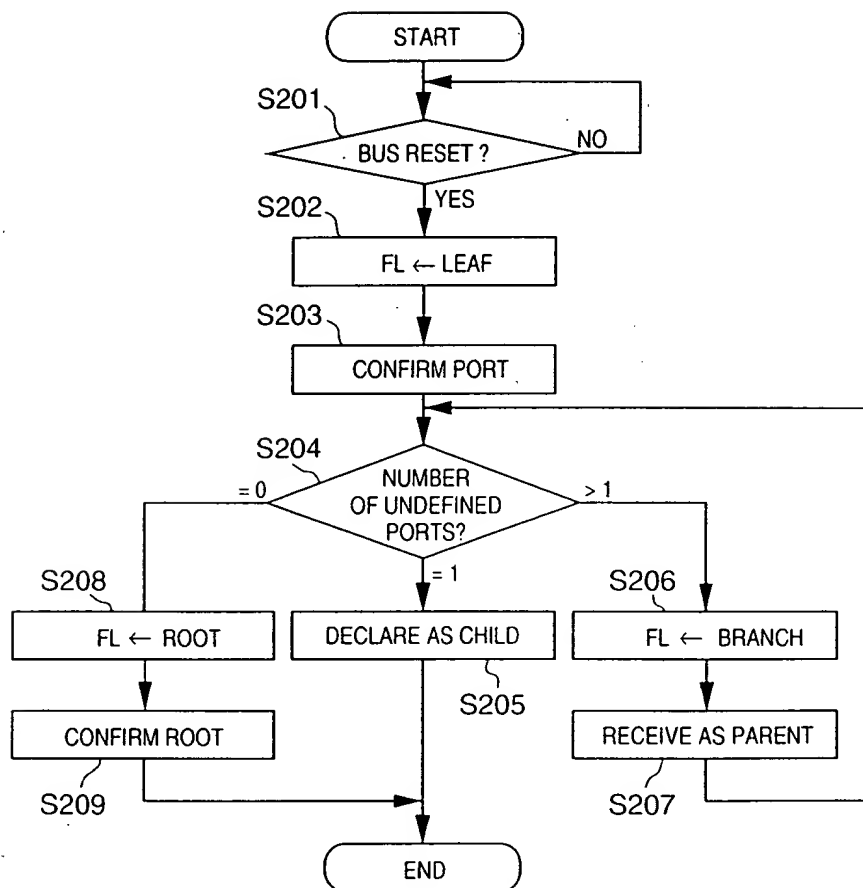 START
S201
BUS RESET ?
NO
YES
S202
FL ← LEAF
S203
CONFIRM PORT
S204
NUMBER
OF UNDEFINED
PORTS?
= 0
= 1
> 1
S208
FL ← ROOT
DECLARE AS CHILD
S205
S206
FL ← BRANCH
CONFIRM ROOT
S209
RECEIVE AS PARENT
S207
END